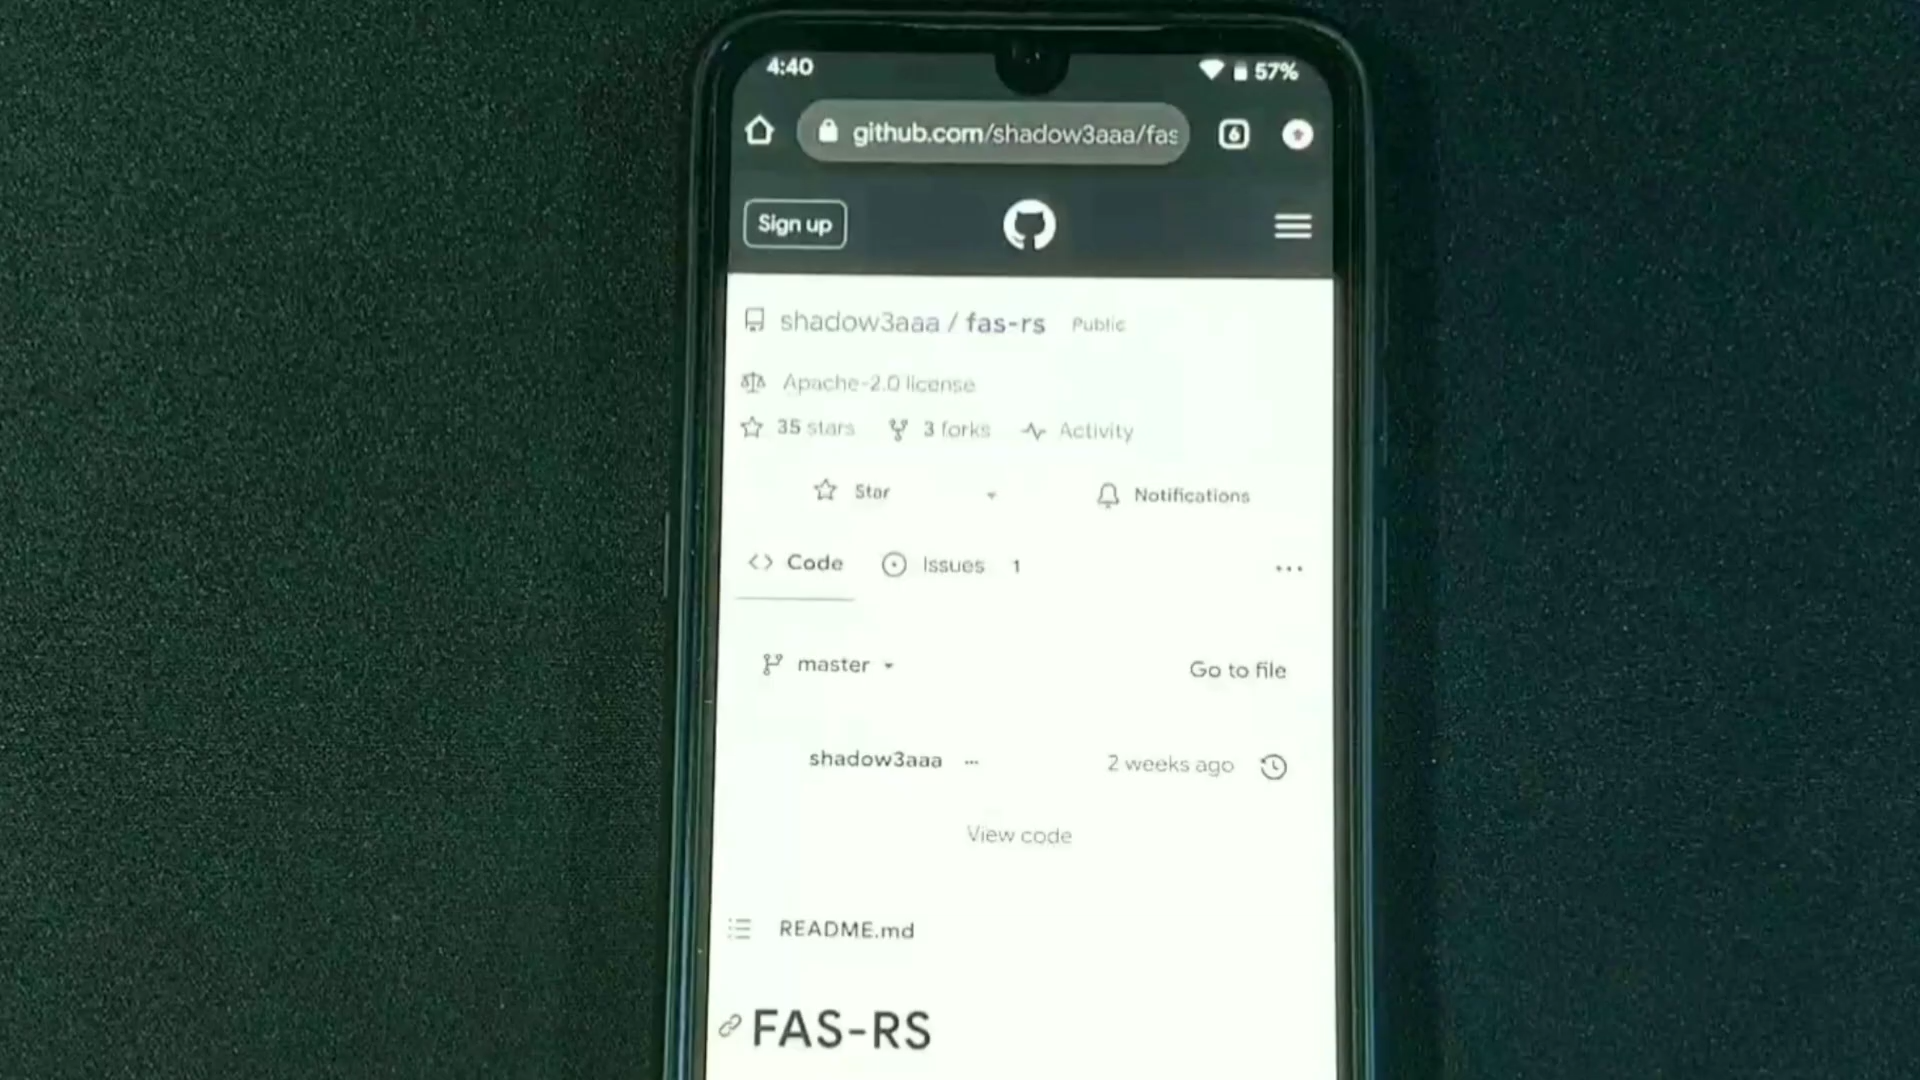 4:40 57%
github.com/shadow3aaa/fas
6
Sign up
shadow3aaa / fas-rs Public
Apache-2.0 license
35 stars 3 forks Activity
Star Notifications
Code Issues 1
master Go to file
shadow3aaa ... 2 weeks ago
View code
README.md
FAS-RS